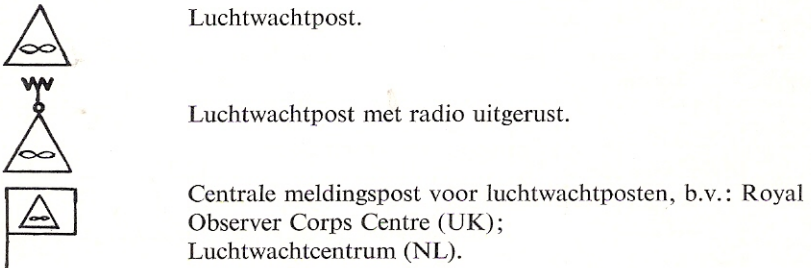 Luchtwachtpost.
Luchtwachtpost met radio uitgerust.
Centrale meldingspost voor luchtwachtposten, b.v.: Royal
Observer Corps Centre (UK);
Luchtwachtcentrum (NL).